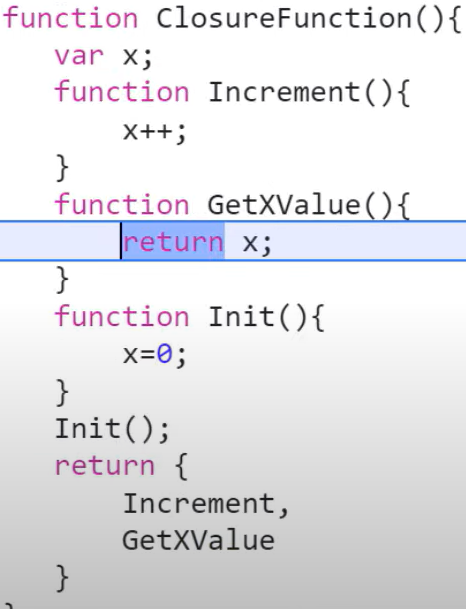 function ClosureFunction(){
var x;
function Increment(){
x++;
}
function GetXValue(){
return x;
}
function Init(){
x=0;
}
Init();
return {
Increment,
GetXValue
}